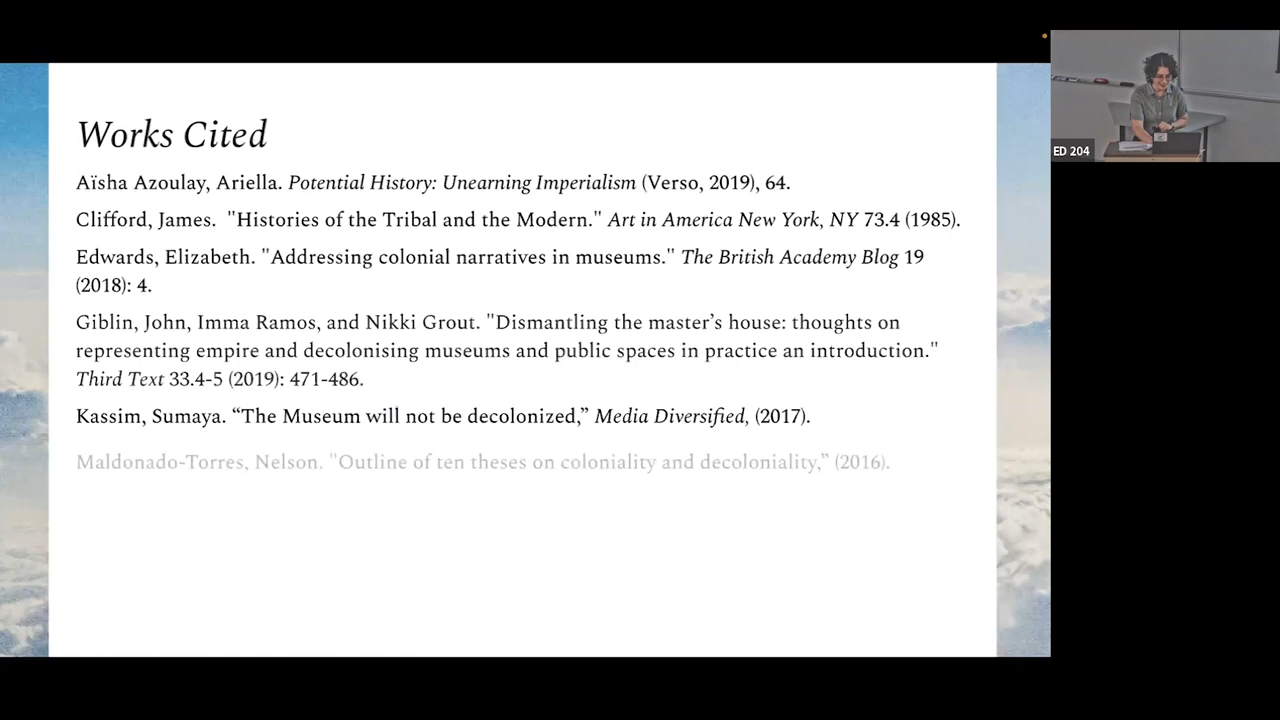 Works Cited
Aïsha Azoulay, Ariella. Potential History: Unearning Imperialism (Verso, 2019), 64.
Clifford, James.  "Histories of the Tribal and the Modern." Art in America New York, NY 73.4 (1985).
Edwards, Elizabeth. "Addressing colonial narratives in museums." The British Academy Blog 19
(2018): 4.
Giblin, John, Imma Ramos, and Nikki Grout. "Dismantling the master’s house: thoughts on
representing empire and decolonising museums and public spaces in practice an introduction."
Third Text 33.4-5 (2019): 471-486.
Kassim, Sumaya. “The Museum will not be decolonized,” Media Diversified, (2017).
Maldonado-Torres, Nelson. "Outline of ten theses on coloniality and decoloniality,” (2016).
ED 204